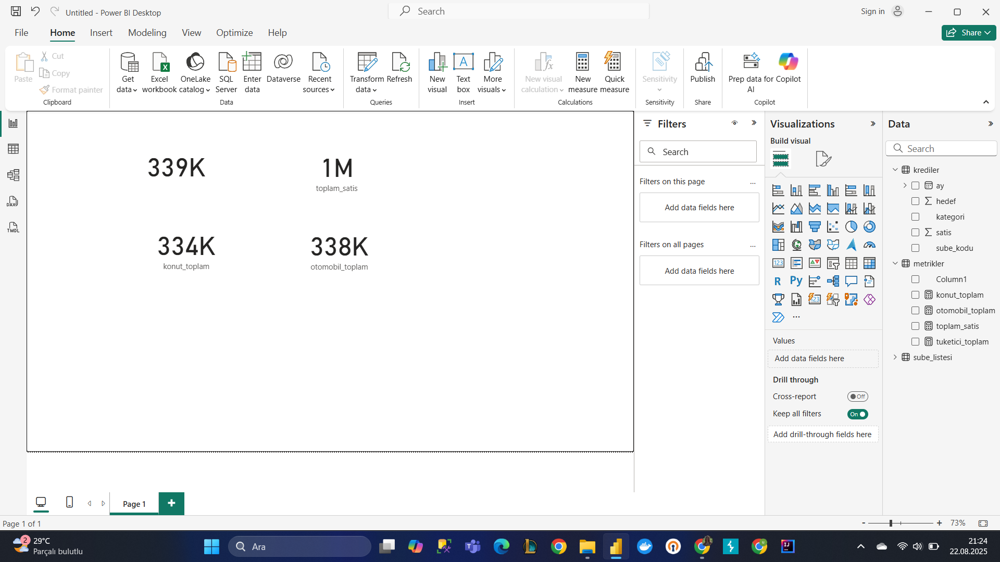 Untitled - Power BI Desktop
Search
Sign in
File
Home
Insert
Modeling
View
Optimize
Help
Share
Paste
Cut
Copy
Format painter
Clipboard
Get data
Excel workbook
OneLake catalog
SQL Server
Enter data
Dataverse
Recent sources
Data
Transform data
Refresh
Queries
New visual
Text box
More visuals
Insert
New visual calculation
New measure
Quick measure
Calculations
Sensitivity
Sensitivity
Publish
Share
Prep data for AI
Copilot
Copilot
DAX
TMDL
339K
1M
toplam_satis
334K
konut_toplam
338K
otomobil_toplam
Filters
Search
Filters on this page
...
Add data fields here
Filters on all pages
...
Add data fields here
Visualizations
Build visual
123
R
Py
123
...
Values
Add data fields here
Drill through
Cross-report
Off
Keep all filters
On
Add drill-through fields here
Data
Search
krediler
ay
hedef
kategori
satis
sube_kodu
metrikler
Column1
konut_toplam
otomobil_toplam
toplam_satis
tuketici_toplam
sube_listesi
Page 1
+
Page 1 of 1
- + 73%
2
29°C
Parçalı bulutlu
Ara
21:24
22.08.2025